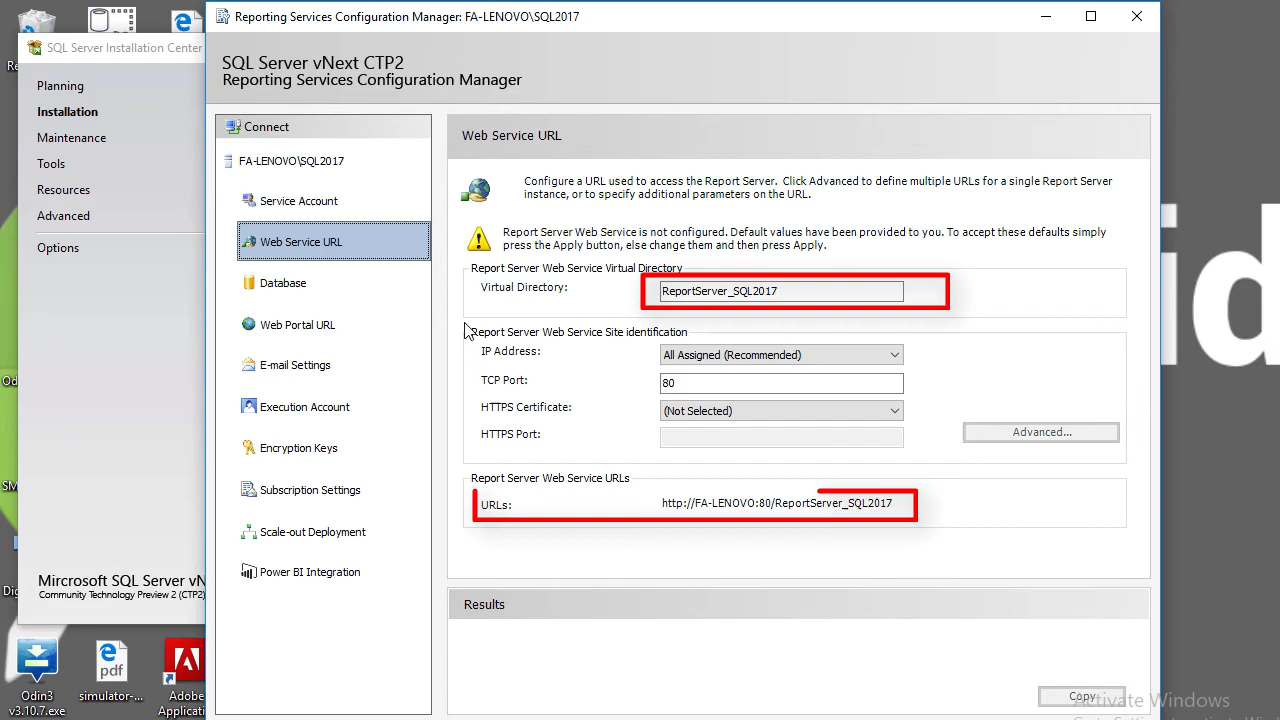 Reporting Services Configuration Manager: FA-LENOVO\SQL2017
SQL Server Installation Center
SQL Server vNext CTP2
Reporting Services Configuration Manager
Planning
Installation
Maintenance
Tools
Resources
Advanced
Options
Mircrosoft SQL Server vN
Community Technology Preview 2 (CTP2)
Connect
FA-LENOVO\SQL2017
Service Account
Web Service URL
Database
Web Portal URL
E-mail Settings
Execution Account
Encryption Keys
Subscription Settings
Scale-out Deployment
Power BI Integration
Web Service URL
Configure a URL used to access the Report Server. Click Advanced to define multiple URLs for a single Report Server
instance, or to specify additional parameters on the URL.
Report Server Web Service is not configured. Default values have been provided to you. To accept these defaults simply
press the Apply button, else change them and then press Apply.
Report Server Web Service Virtual Directory
Virtual Directory:
ReportServer_SQL2017
Report Server Web Service Site identification
IP Address:
All Assigned (Recommended)
TCP Port:
80
HTTPS Certificate:
(Not Selected)
HTTPS Port:
Advanced...
Report Server Web Service URLs
URLs:
http://FA-LENOVO:80/ReportServer_SQL2017
Results
Copy
Activate Windows
id
pdf
Odin3
v3.10.7.exe
simulator-...
Adobe
Applicati